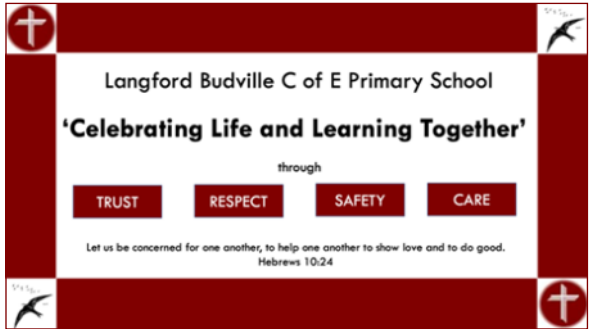 Langford Budville C of E Primary School
‘Celebrating Life and Learning Together’
through
TRUST RESPECT SAFETY CARE
Let us be concerned for one another, to help one another to show love and to do good.
Hebrews 10:24